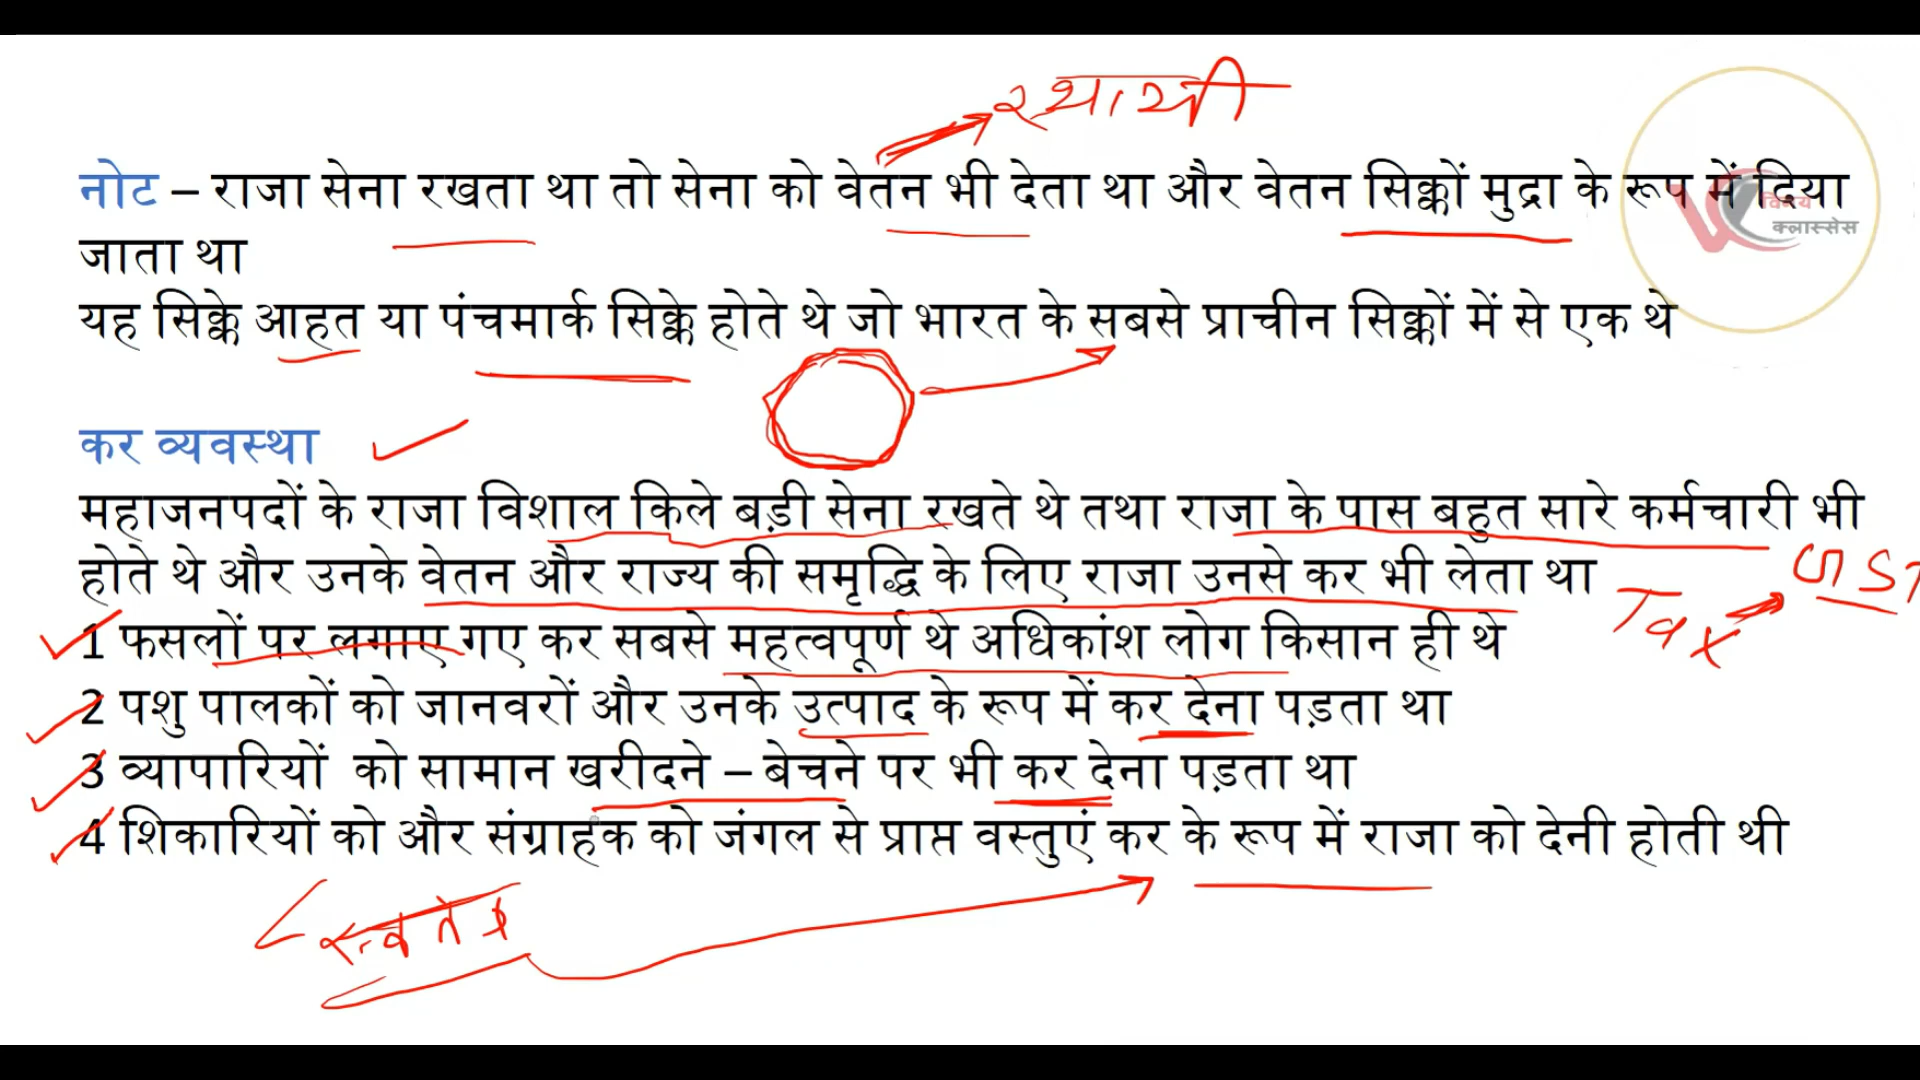 स्थायी
नोट – राजा सेना रखता था तो सेना को वेतन भी देता था और वेतन सिक्कों मुद्रा के रूप में दिया
विनय
क्लास्सेस
जाता था
यह सिक्के आहत या पंचमार्क सिक्के होते थे जो भारत के सबसे प्राचीन सिक्कों में से एक थे
कर व्यवस्था
महाजनपदों के राजा विशाल किले बड़ी सेना रखते थे तथा राजा के पास बहुत सारे कर्मचारी भी
होते थे और उनके वेतन और राज्य की समृद्धि के लिए राजा उनसे कर भी लेता था
Tax
1 फसलों पर लगाए गए कर सबसे महत्वपूर्ण थे अधिकांश लोग किसान ही थे
2 पशु पालकों को जानवरों और उनके उत्पाद के रूप में कर देना पड़ता था
3 व्यापारियों को सामान खरीदने – बेचने पर भी कर देना पड़ता था
4 शिकारियों को और संग्राहक को जंगल से प्राप्त वस्तुएं कर के रूप में राजा को देनी होती थी